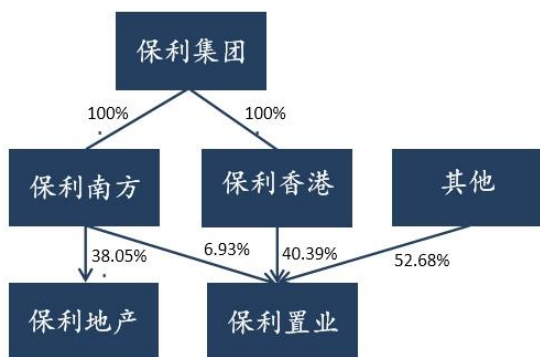 保利集团
100%
100%
保利南方
保利香港
其他
38.05%
6.93%
40.39%
52.68%
保利地产
保利置业